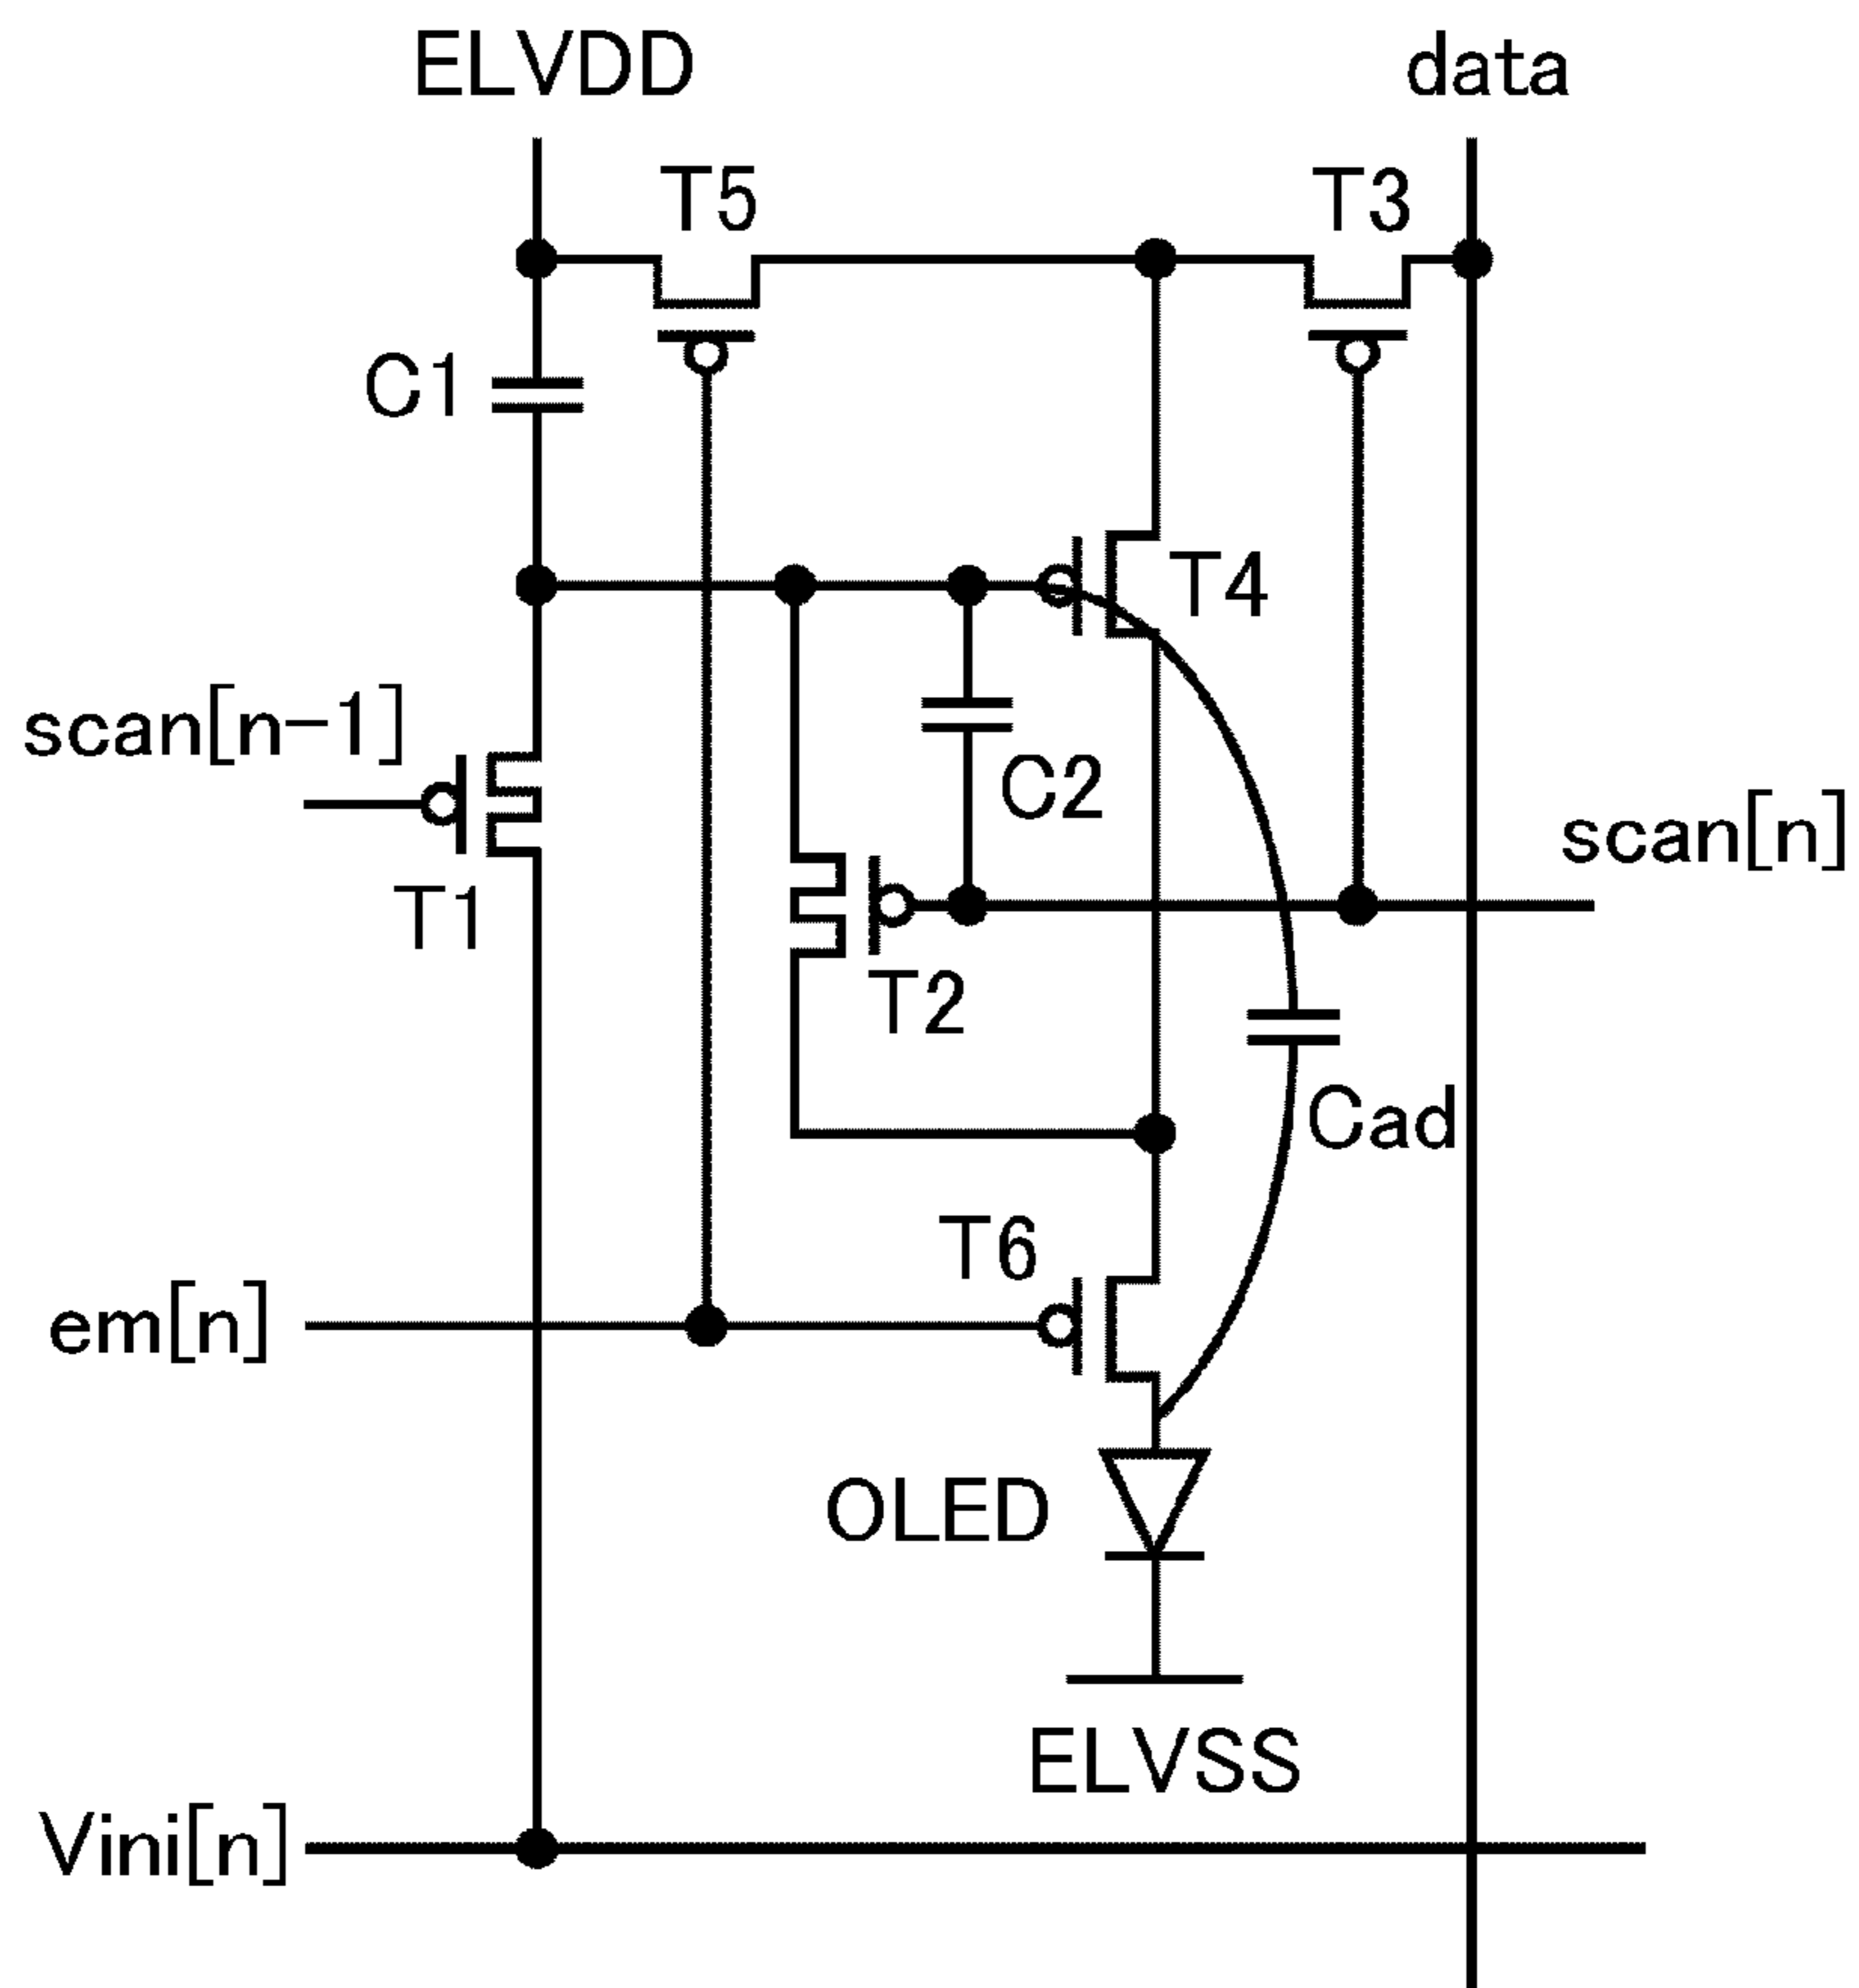 ELVDD
data
T5
T3
C1
T4
scan[n-1]
C2
scan[n]
T1
T2
Cad
T6
em[n]
OLED
ELVSS
Vini[n]